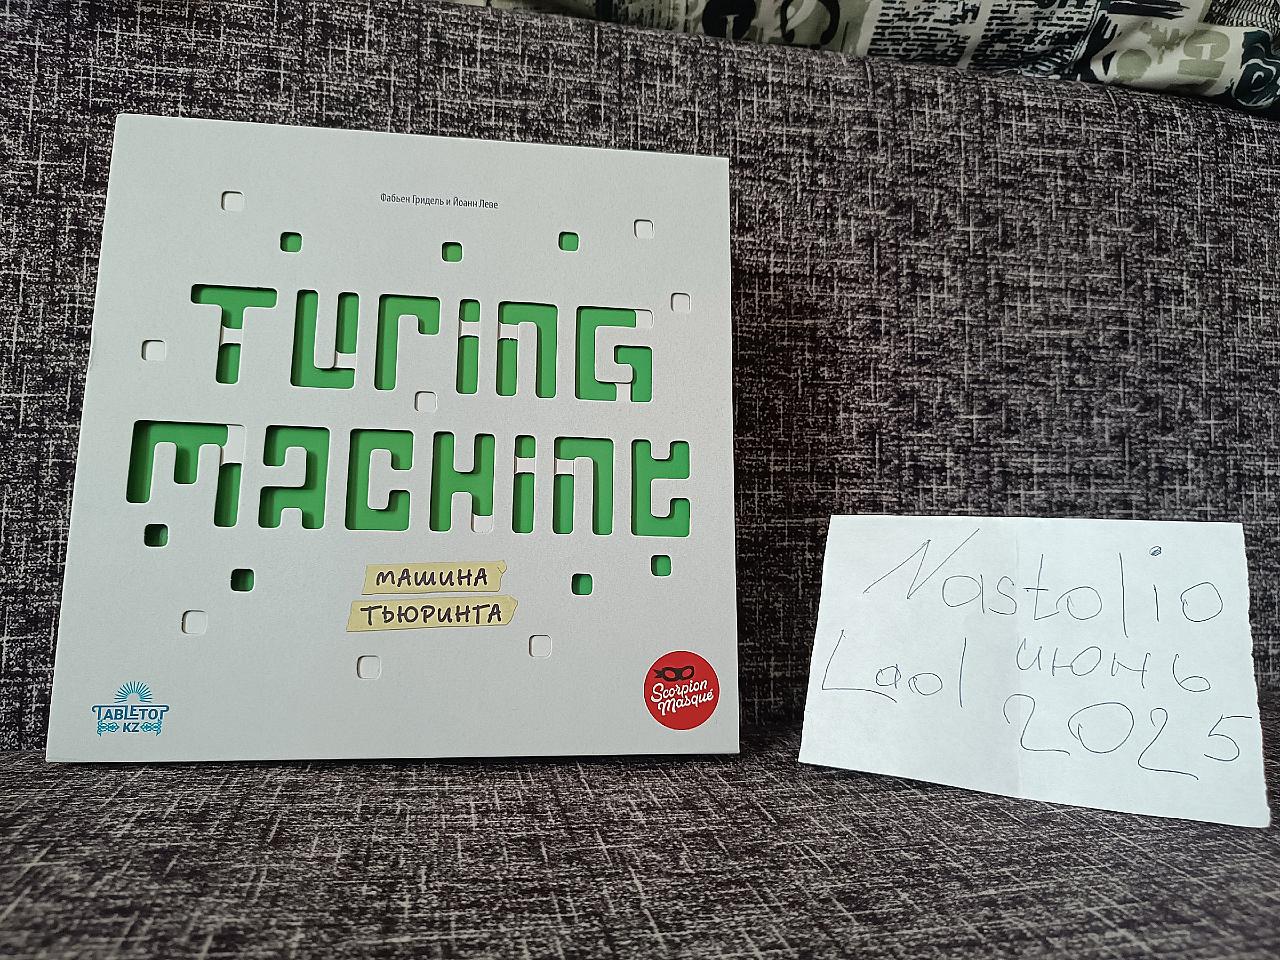 Фабьен Гридель и Йоанн Леве
TURING
MACHINE
МАШИНА
ТЬЮРИНГА
TABLETOP
KZ
Scorpion
Masqué
Nastolio
Laol июнь
2025